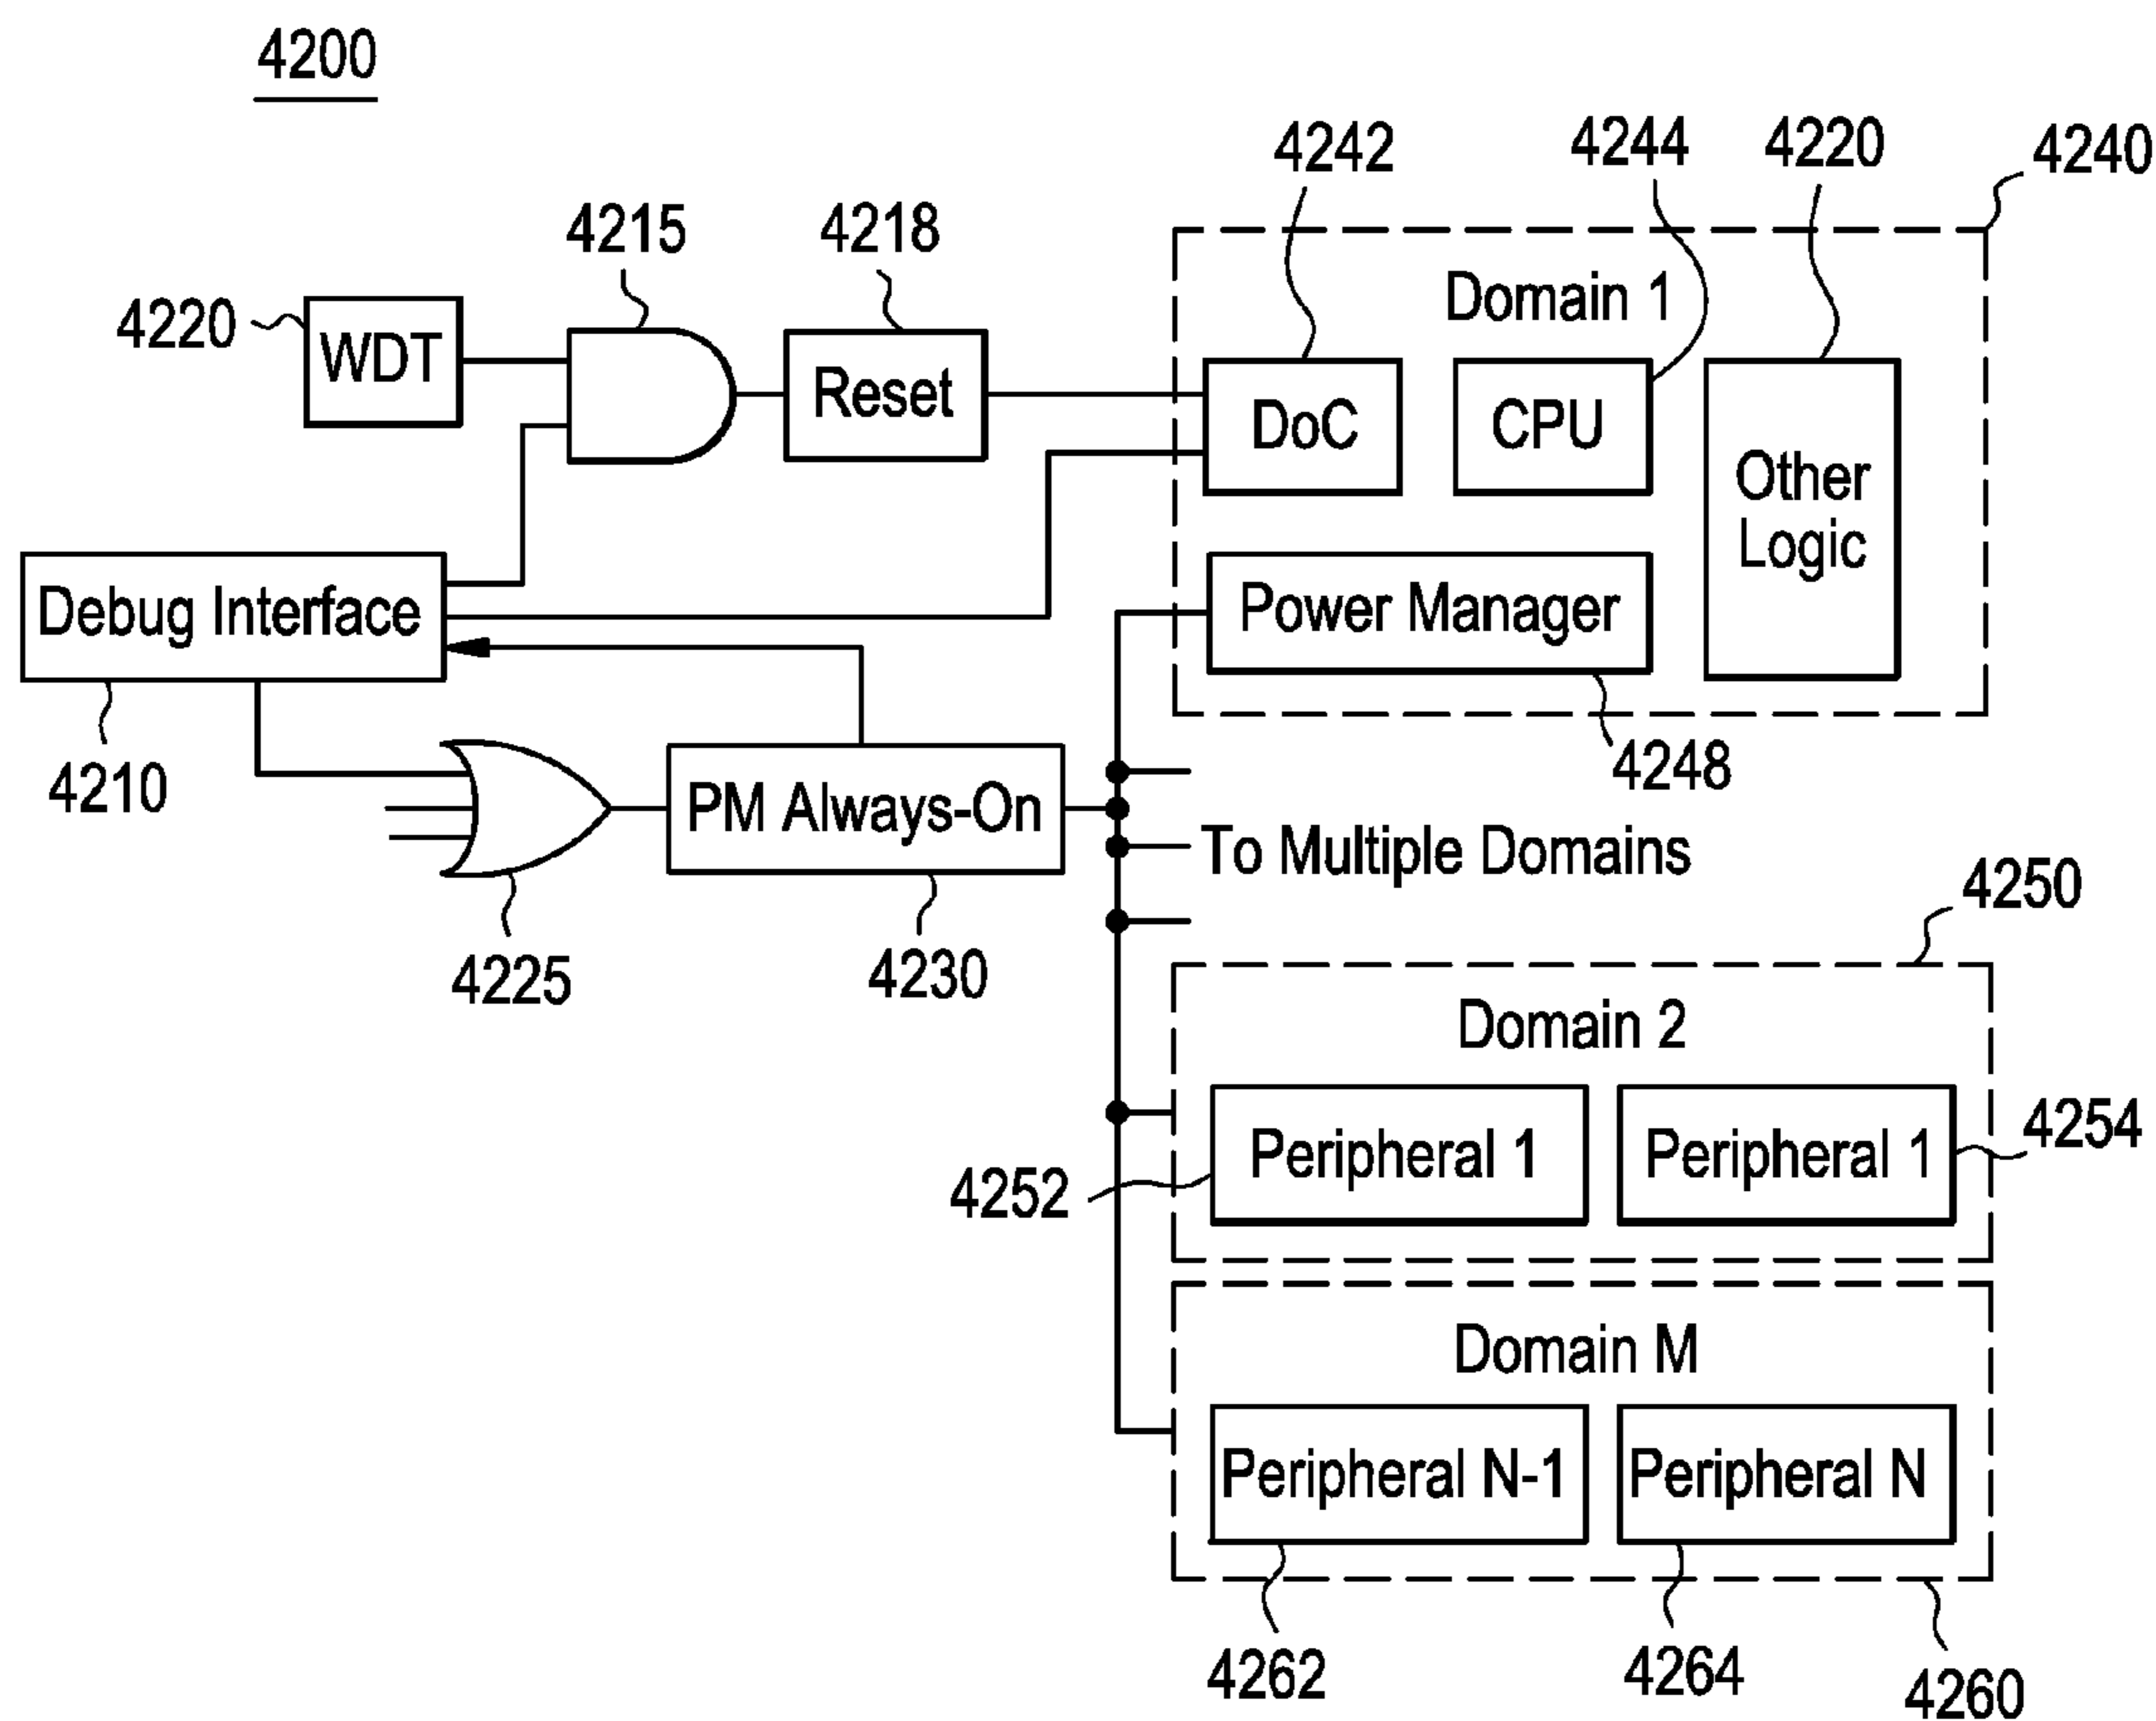 4200
4242
4244
4220
4240
4215
4218
4220
WDT
Reset
Domain 1
DoC
CPU
Other
Logic
Debug Interface
Power Manager
4210
4248
PM Always-On
To Multiple Domains
4225
4230
4250
Domain 2
Peripheral 1
Peripheral 1
4254
4252
Domain M
Peripheral N-1
Peripheral N
4262
4264
4260